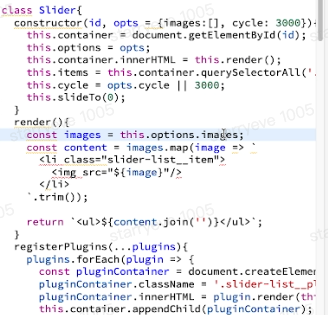 class Slider{
constructor(id, opts = {images:[], cycle: 3000}){
this.container = document.getElementById(id);
this.options = opts;
this.container.innerHTML = this.render();
this.items = this.container.querySelectorAll('.
this.cycle = opts.cycle || 3000;
this.slideTo(0);
}
render(){
const images = this.options.images;
const content = images.map(image => `
<li class="slider-list__item">
<img src="${image}"/>
</li>
`.trim());
return `<ul>${content.join('')}</ul>`;
}
registerPlugins(...plugins){
plugins.forEach(plugin => {
const pluginContainer = document.createElemen
pluginContainer.className = '.slider-list__pl
pluginContainer.innerHTML = plugin.render(th
this.container.appendChild(pluginContainer);